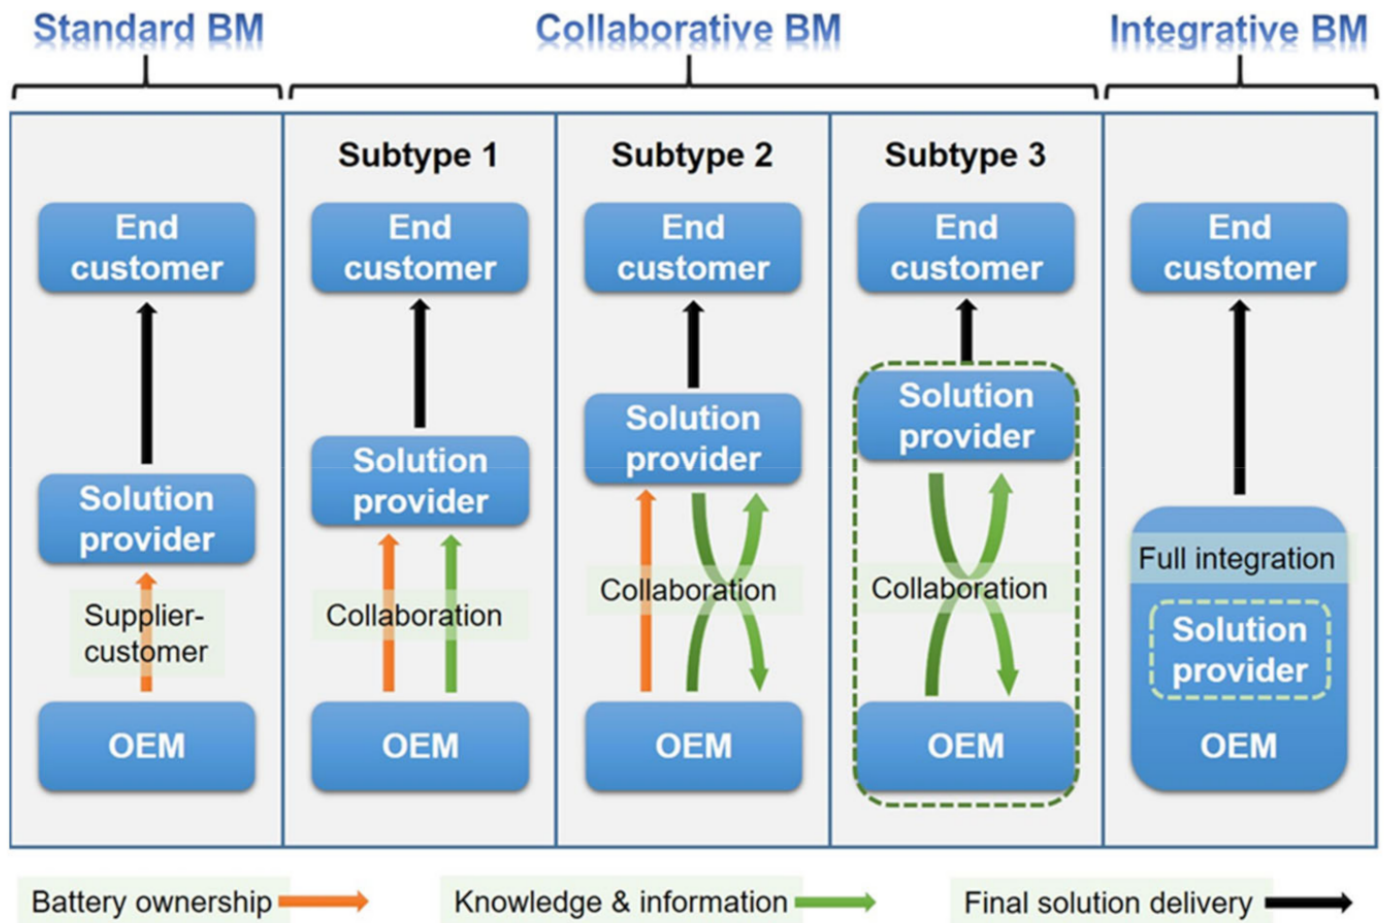 Standard BM
Collaborative BM
Integrative BM
Subtype 1
Subtype 2
Subtype 3
End
customer
Solution
provider
Supplier-
customer
OEM
End
customer
Solution
provider
Collaboration
OEM
End
customer
Solution
provider
Collaboration
OEM
End
customer
Solution
provider
Collaboration
OEM
End
customer
Full integration
Solution
provider
OEM
Battery ownership
Knowledge & information
Final solution delivery